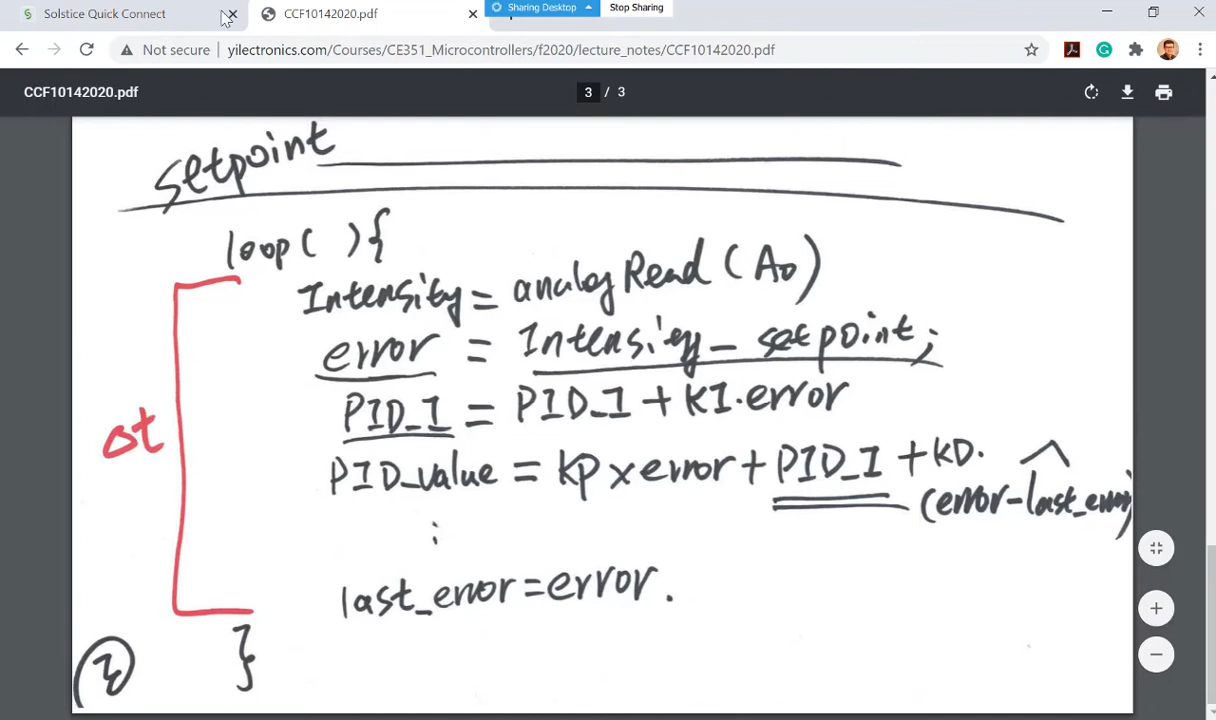 Solstice Quick Connect
CCF10142020.pdf
Sharing Desktop
Stop Sharing
Not secure
yilectronics.com/Courses/CE351_Microcontrollers/f2020/lecture_notes/CCF10142020.pdf
CCF10142020.pdf
3 / 3
setpoint
loop( ){
Intensity = analogRead (A0)
error = Intensity - setpoint;
PID_I = PID_I + KI.error
Δt
PID_value = Kp x error + PID_I + KD.
(error-last_error)
:
last_error = error.
}